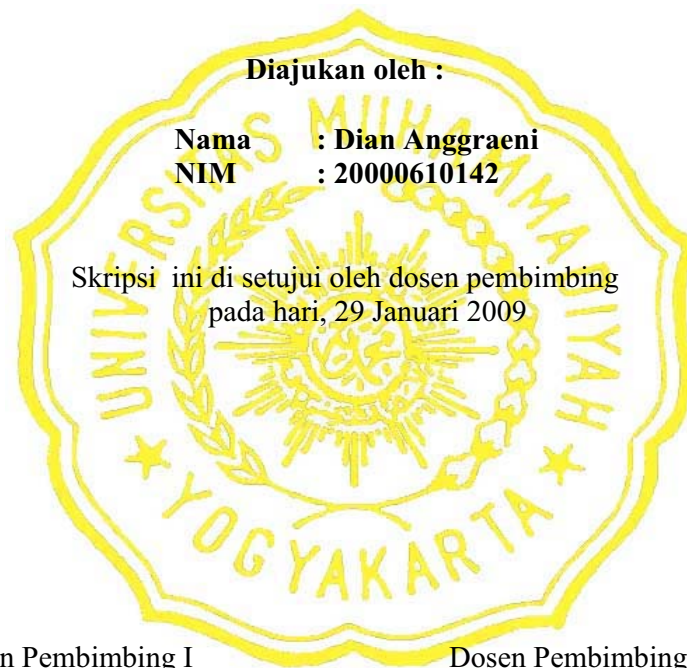 Diajukan oleh :
Nama : Dian Anggraeni
NIM : 20000610142
Skripsi ini di setujui oleh dosen pembimbing
pada hari, 29 Januari 2009
UNIVERSITAS MUHAMMADIYAH
YOGYAKARTA
n Pembimbing I Dosen Pembimbing